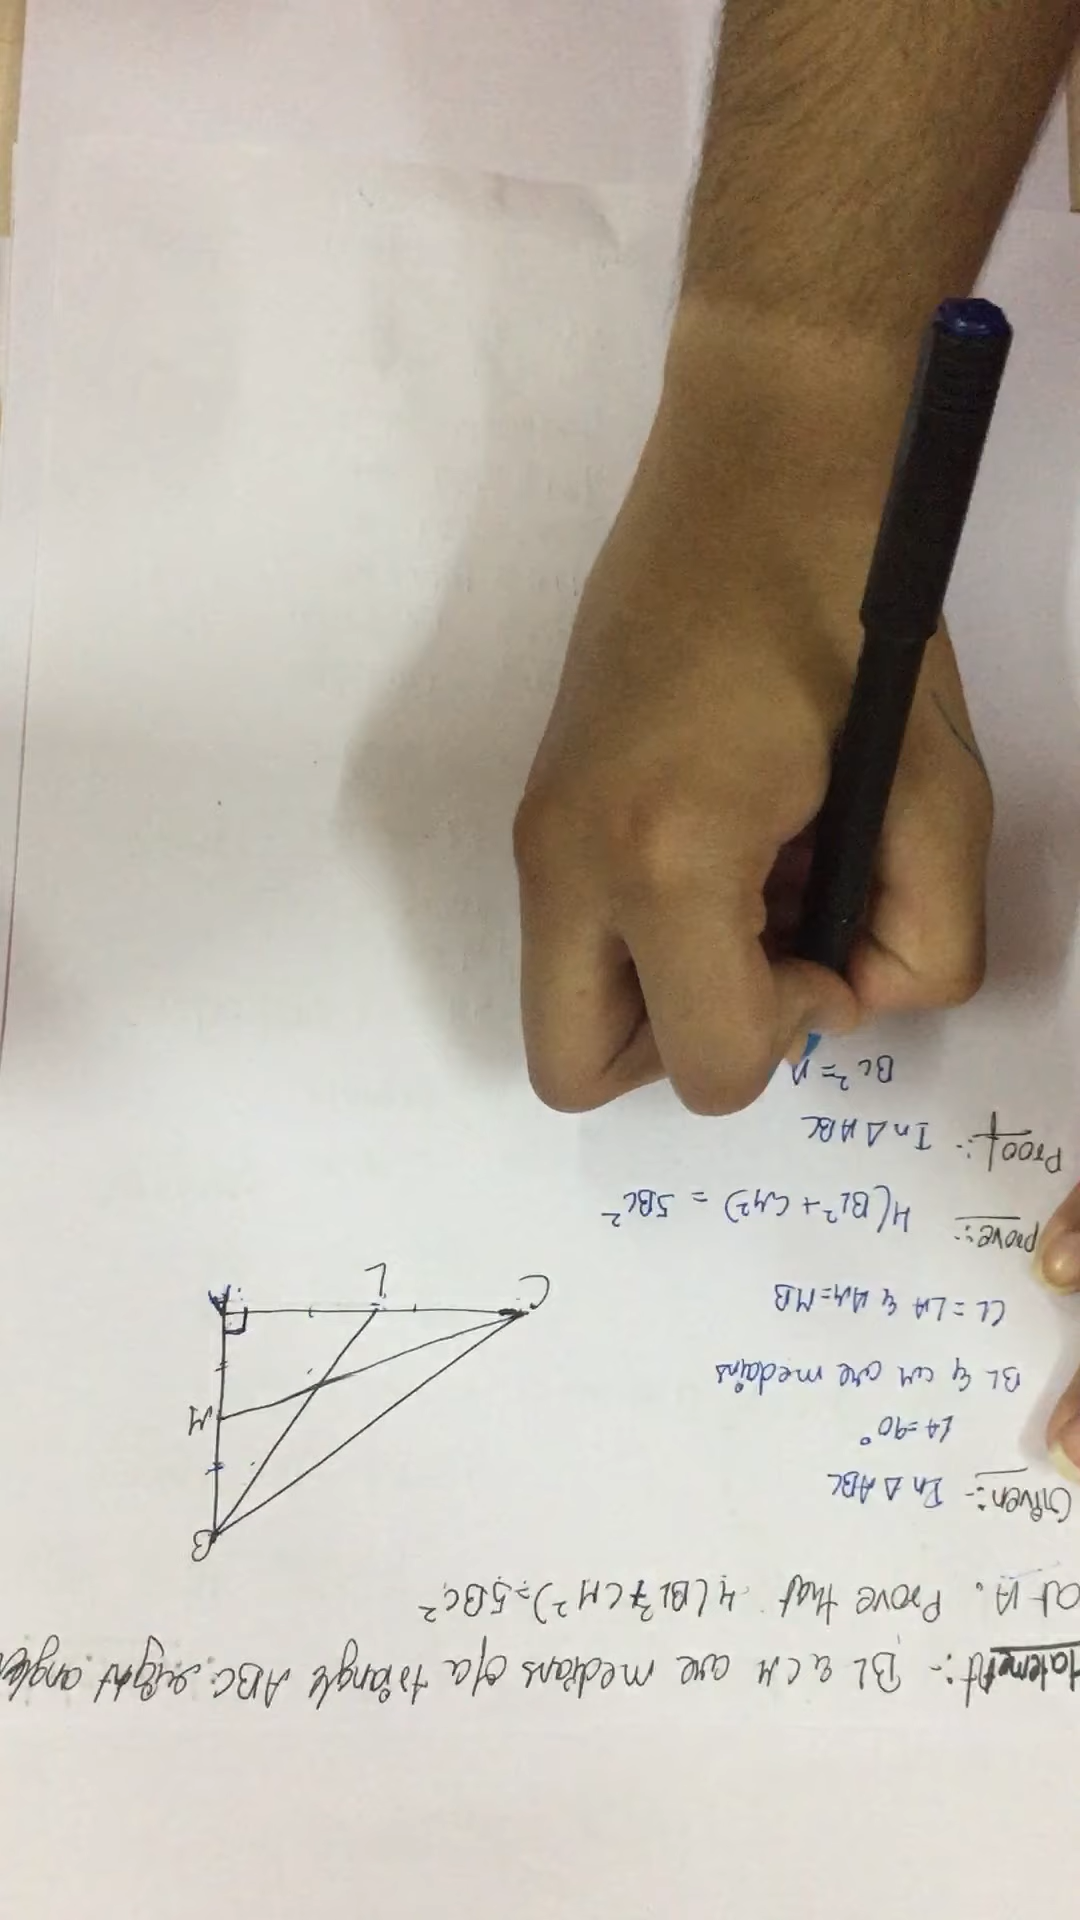 Statement:- BL & CM are medians of a triangle ABC right angle
at A. Prove that 4(BL²+CM²)=5BC²
Given:- In △ ABC
∠A=90°
BL & CM are medains
CL=LA & AM=MB
prove:- 4(BL²+CM²) = 5BC²
Proof:- In △ ABC
BC²=A
B
M
A
L
C